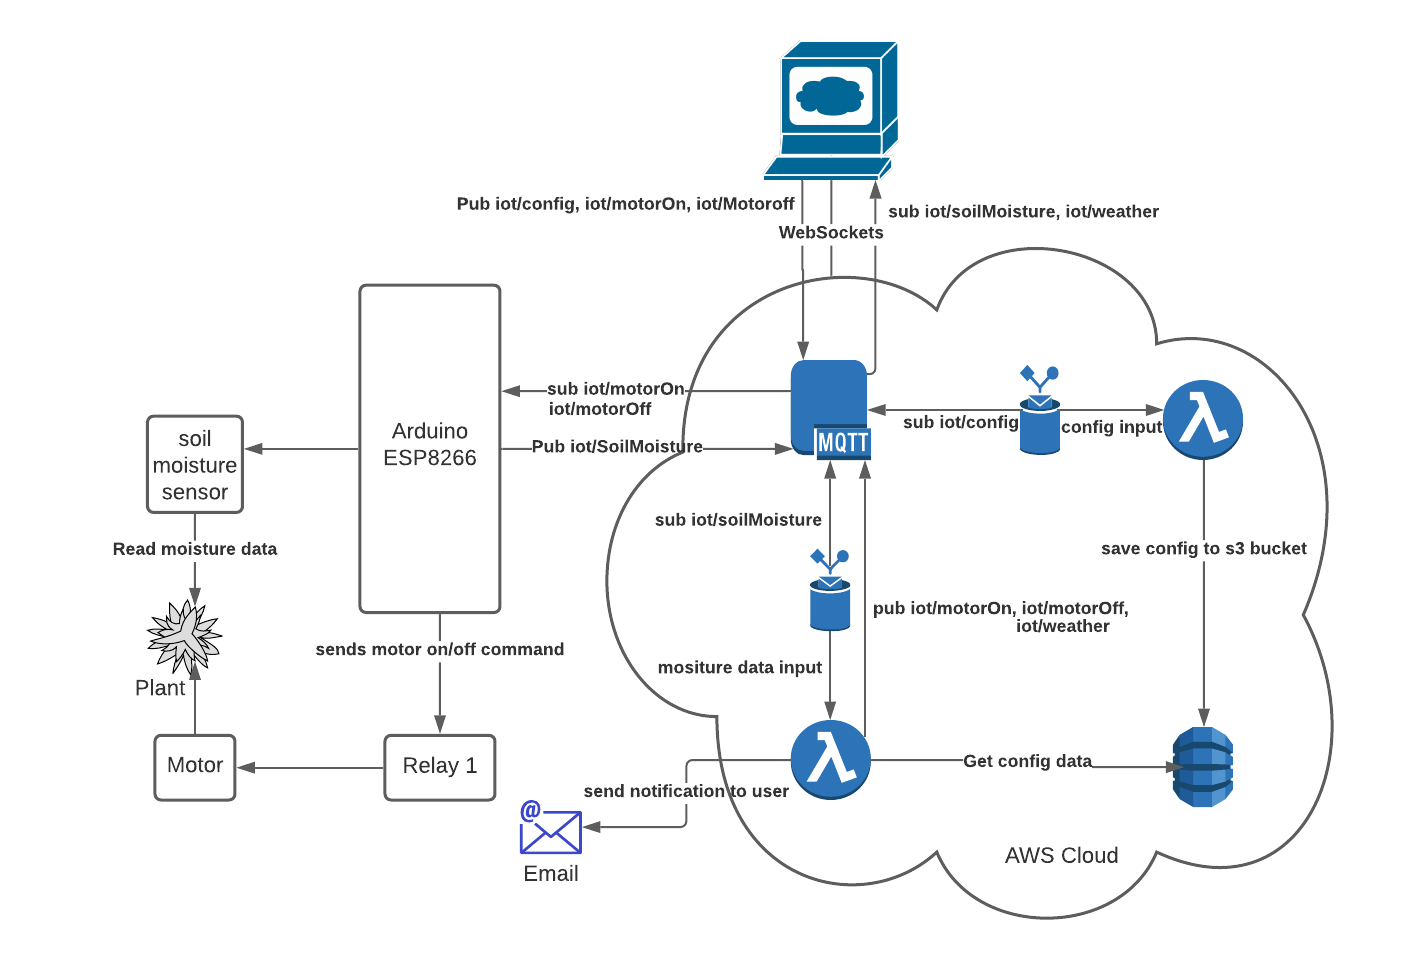 Pub iot/config, iot/motorOn, iot/Motoroff
sub iot/soilMoisture, iot/weather
WebSockets
sub iot/motorOn
iot/motorOff
Arduino
ESP8266
Pub iot/SoilMoisture
MQTT
sub iot/config
config input
soil
moisture
sensor
Read moisture data
sub iot/soilMoisture
save config to s3 bucket
pub iot/motorOn, iot/motorOff,
iot/weather
sends motor on/off command
mositure data input
Plant
Motor
Relay 1
Get config data
send notification to user
@
Email
AWS Cloud